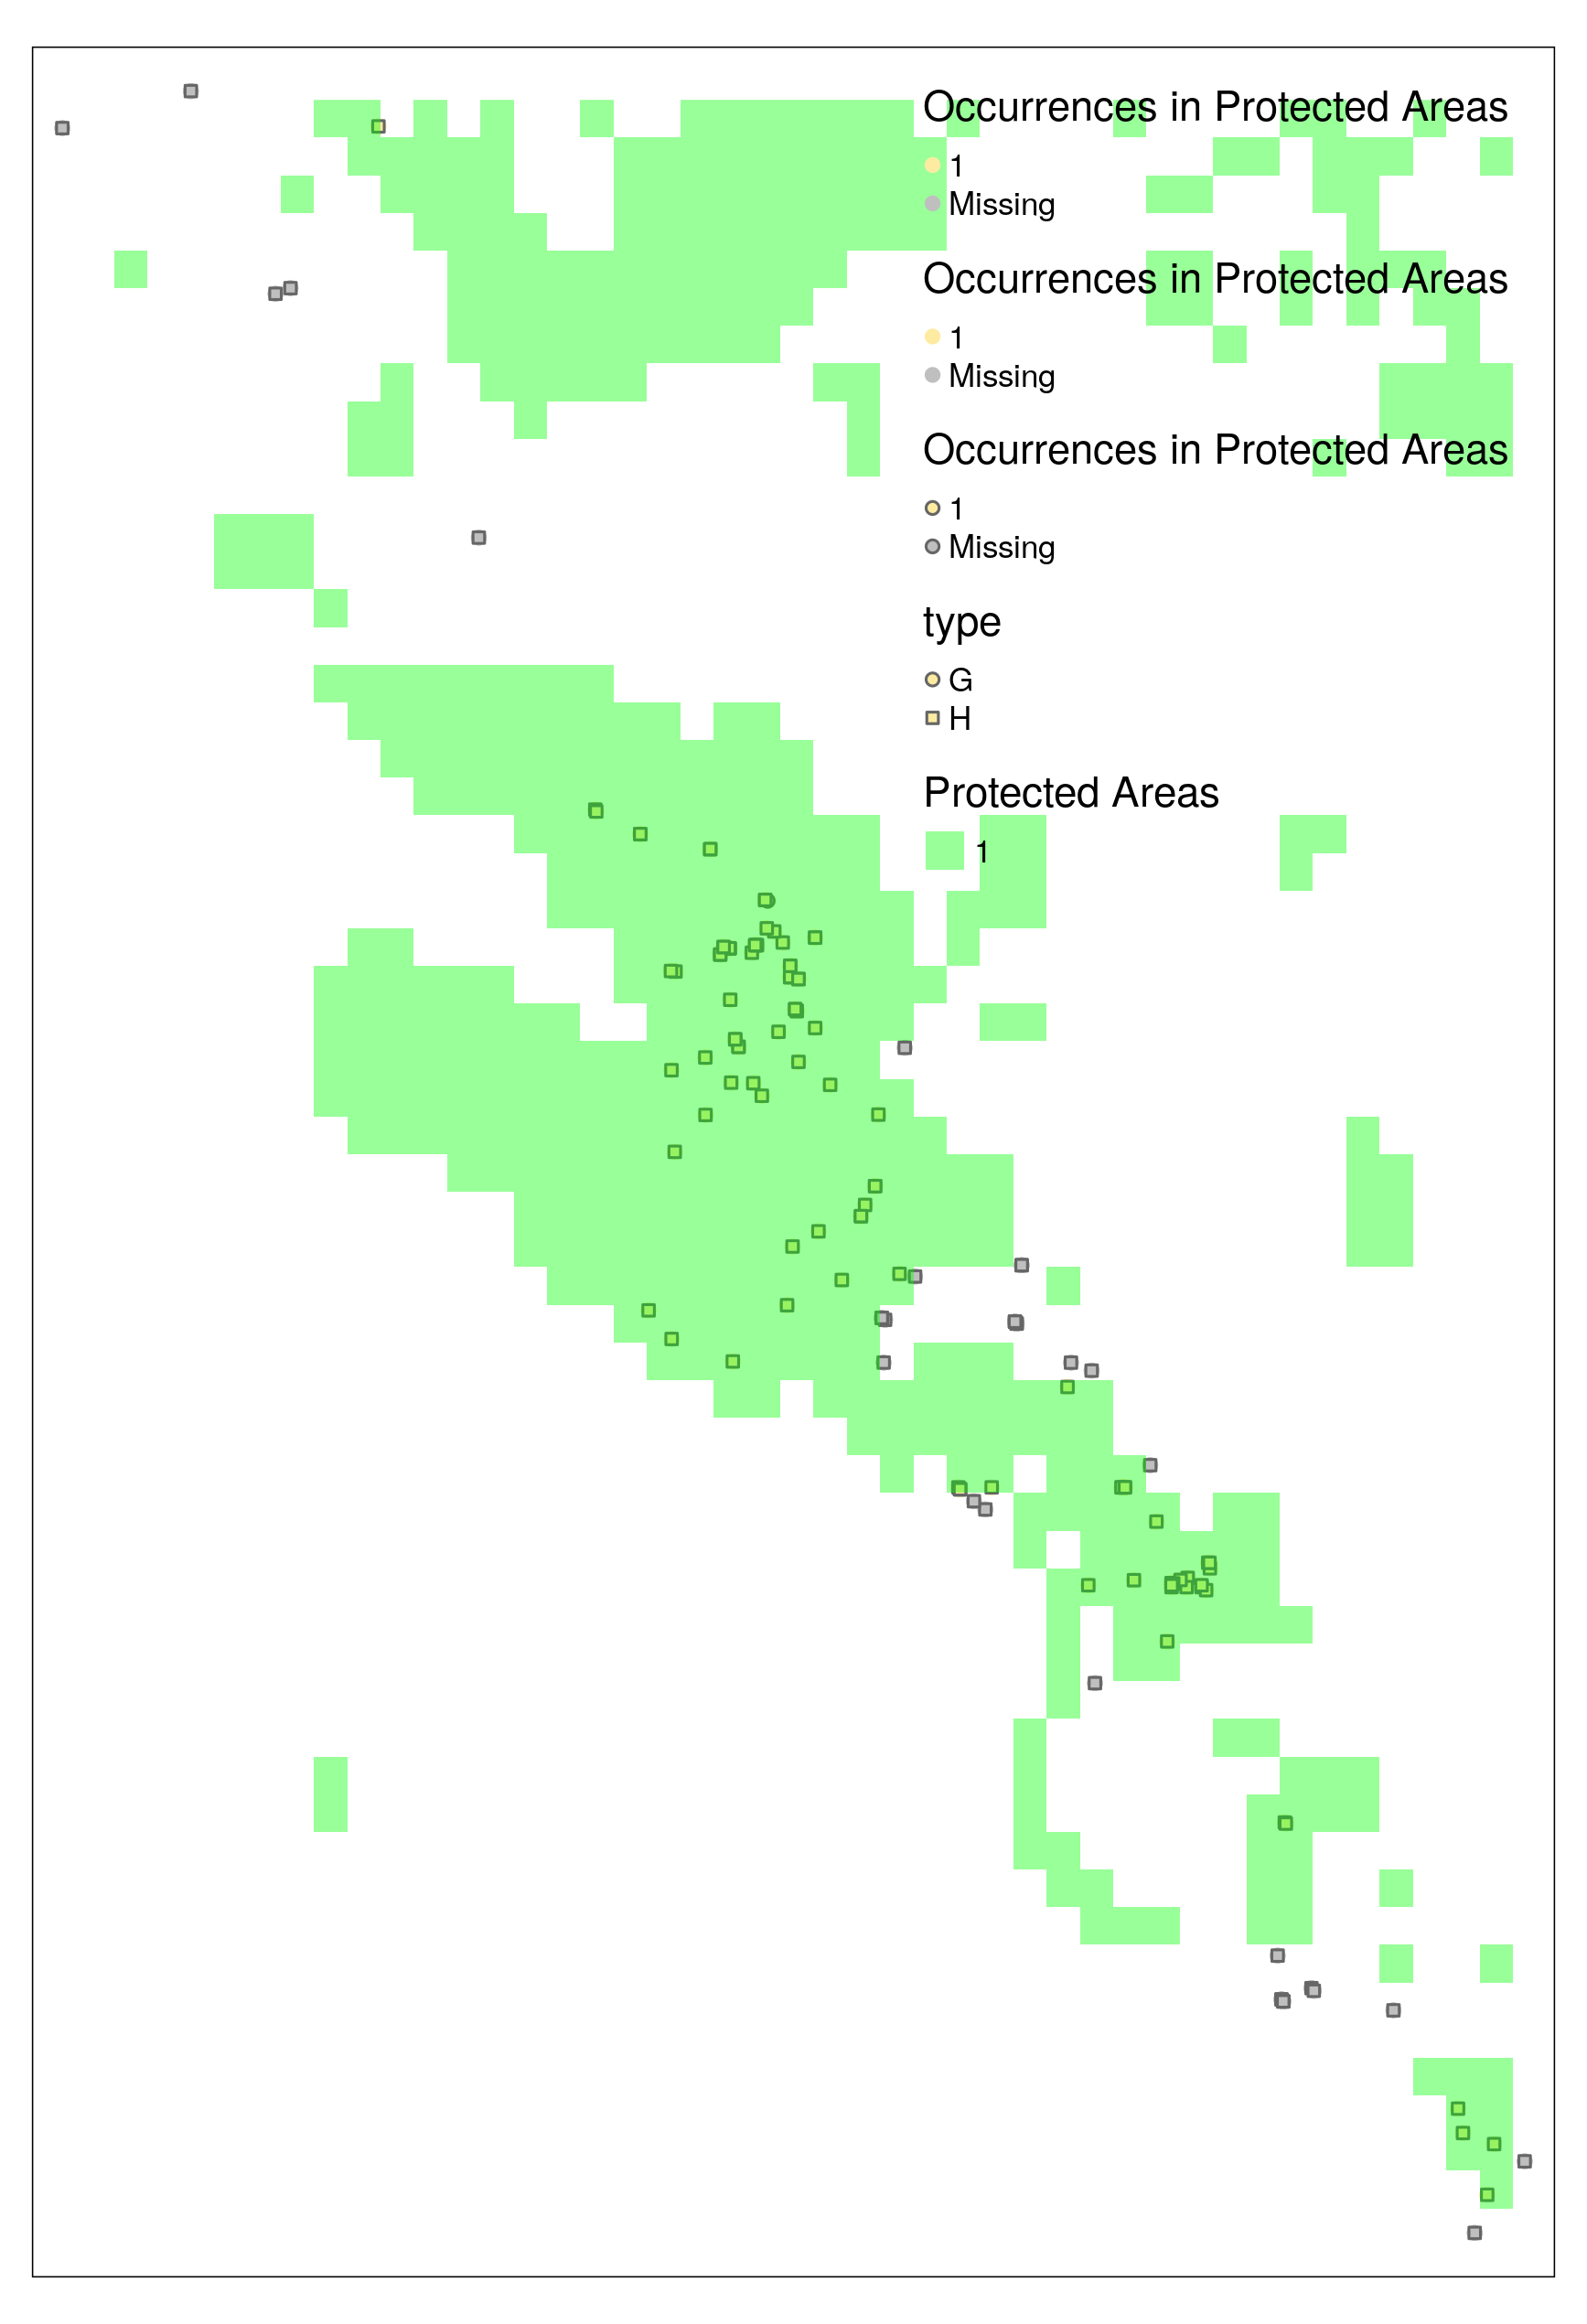 Occurrences in Protected Areas
1
Missing
Occurrences in Protected Areas
1
Missing
Occurrences in Protected Areas
1
Missing
type
G
H
Protected Areas
1